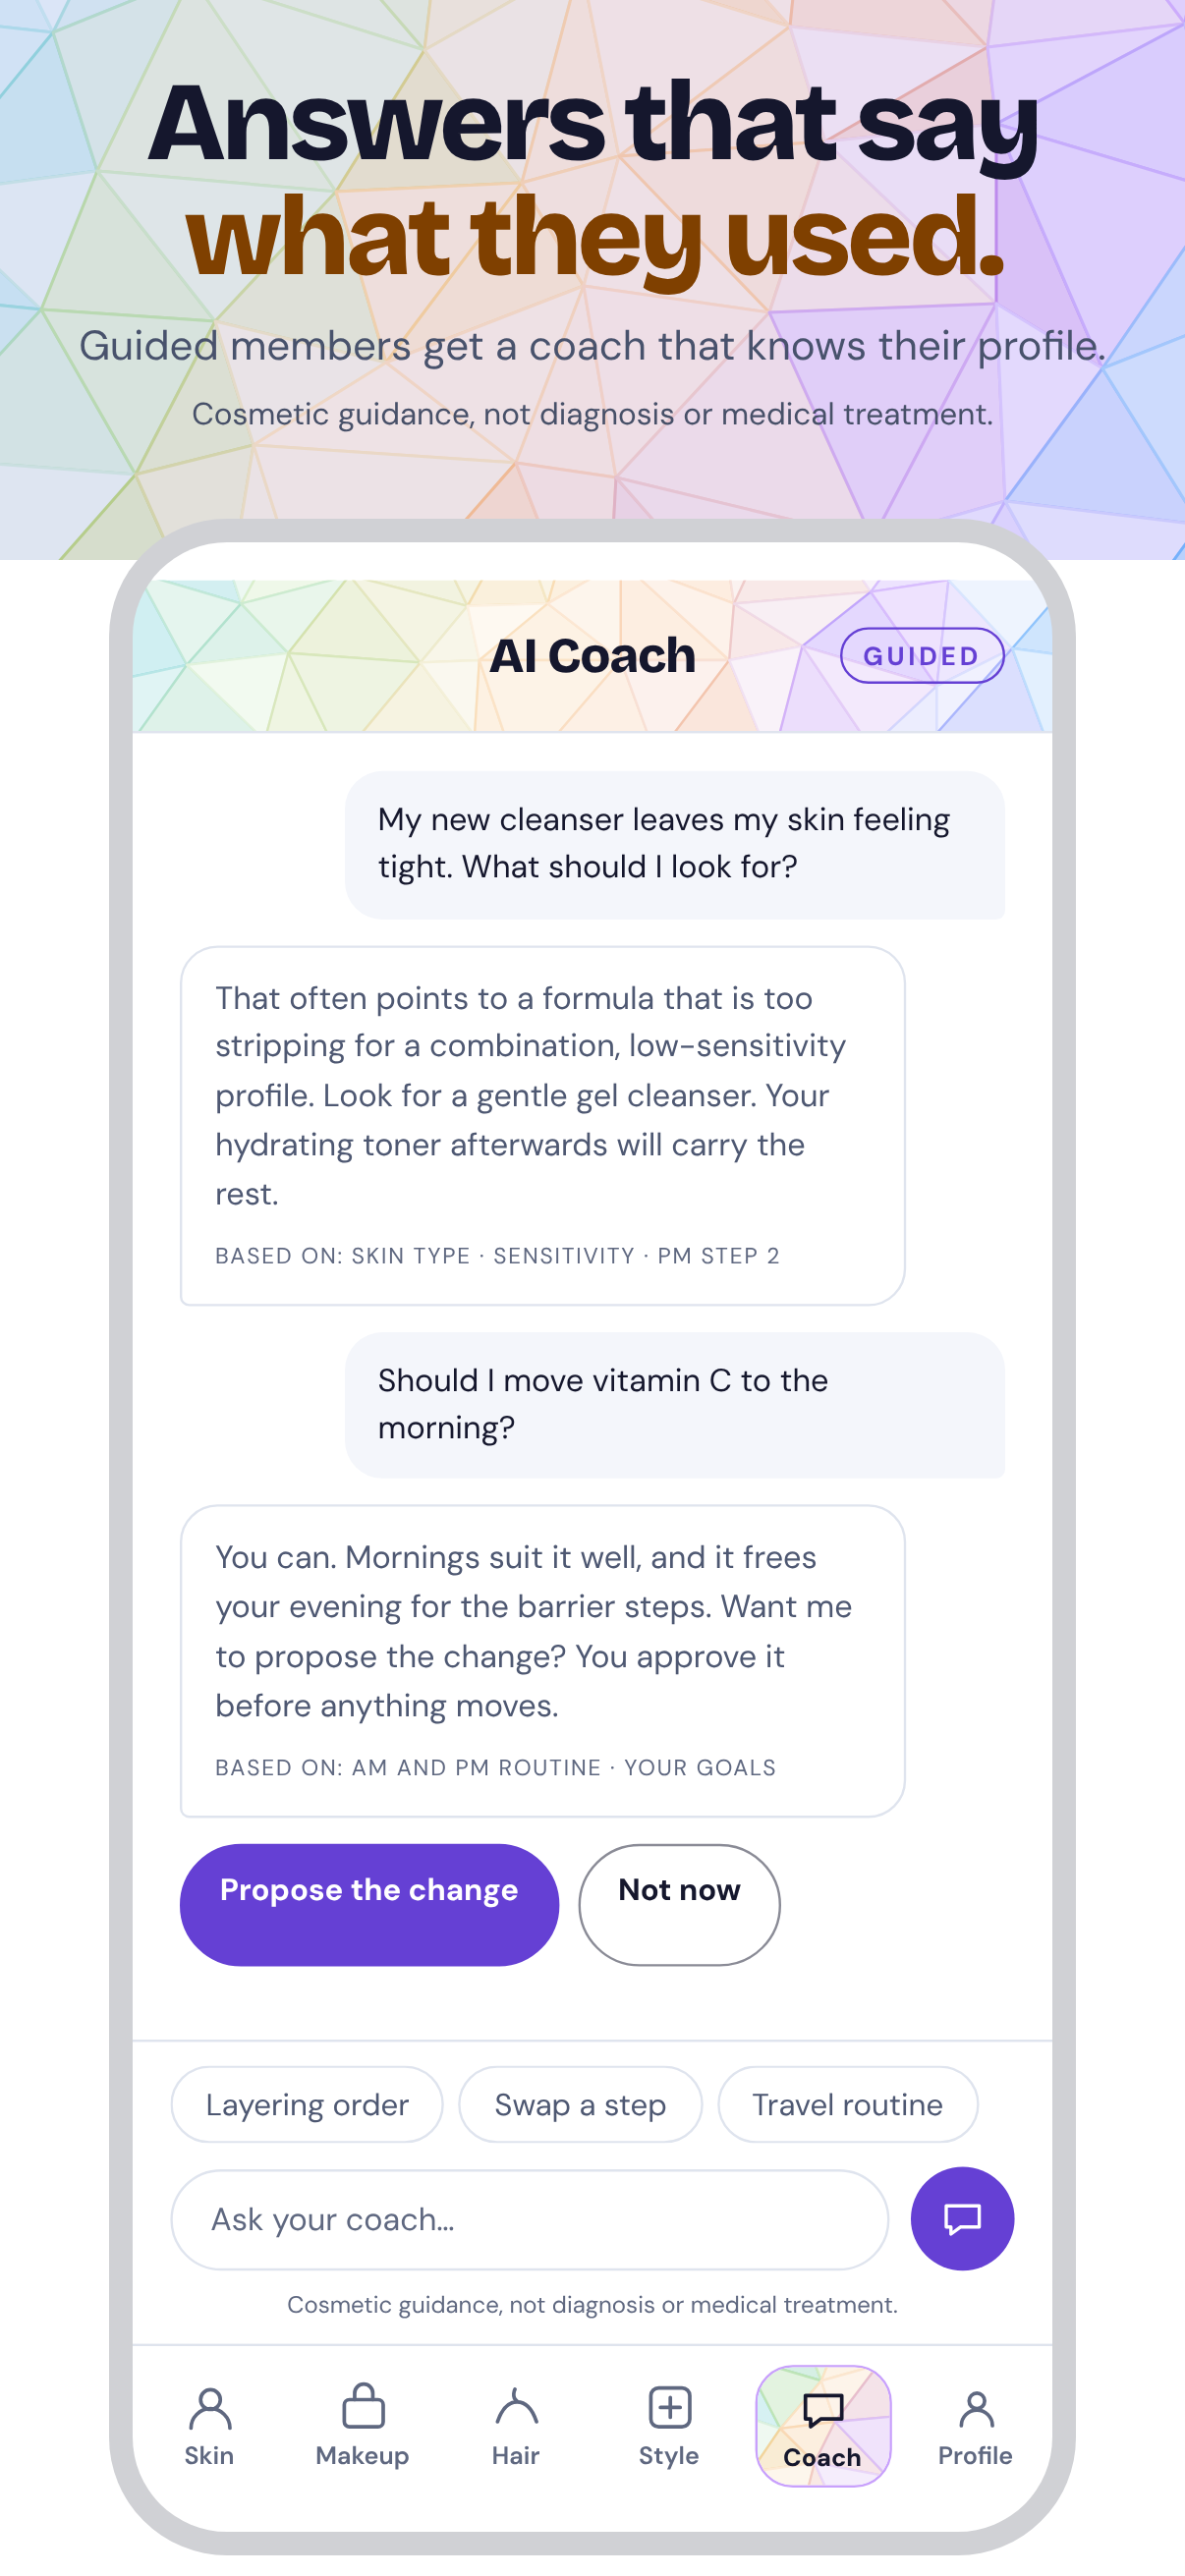 Answers that say
what they used.
Guided members get a coach that knows their profile.
Cosmetic guidance, not diagnosis or medical treatment.
AI Coach
GUIDED
My new cleanser leaves my skin feeling
tight. What should I look for?
That often points to a formula that is too
stripping for a combination, low-sensitivity
profile. Look for a gentle gel cleanser. Your
hydrating toner afterwards will carry the
rest.
BASED ON: SKIN TYPE · SENSITIVITY · PM STEP 2
Should I move vitamin C to the
morning?
You can. Mornings suit it well, and it frees
your evening for the barrier steps. Want me
to propose the change? You approve it
before anything moves.
BASED ON: AM AND PM ROUTINE · YOUR GOALS
Propose the change
Not now
Layering order
Swap a step
Travel routine
Ask your coach…
Cosmetic guidance, not diagnosis or medical treatment.
Skin
Makeup
Hair
Style
Coach
Profile